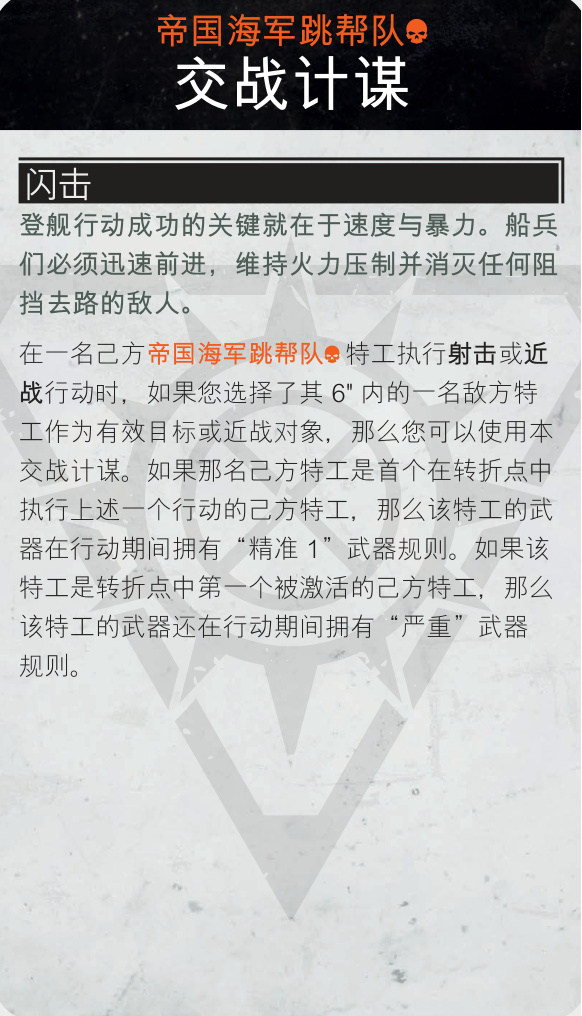 帝国海军跳帮队
交战计谋
闪击
登舰行动成功的关键就在于速度与暴力。船兵
们必须迅速前进，维持火力压制并消灭任何阻
挡去路的敌人。
在一名己方帝国海军跳帮队特工执行射击或近
战行动时，如果您选择了其 6" 内的一名敌方特
工作为有效目标或近战对象，那么您可以使用本
交战计谋。如果那名己方特工是首个在转折点中
执行上述一个行动的己方特工，那么该特工的武
器在行动期间拥有“精准 1”武器规则。如果该
特工是转折点中第一个被激活的己方特工，那么
该特工的武器还在行动期间拥有“严重”武器
规则。